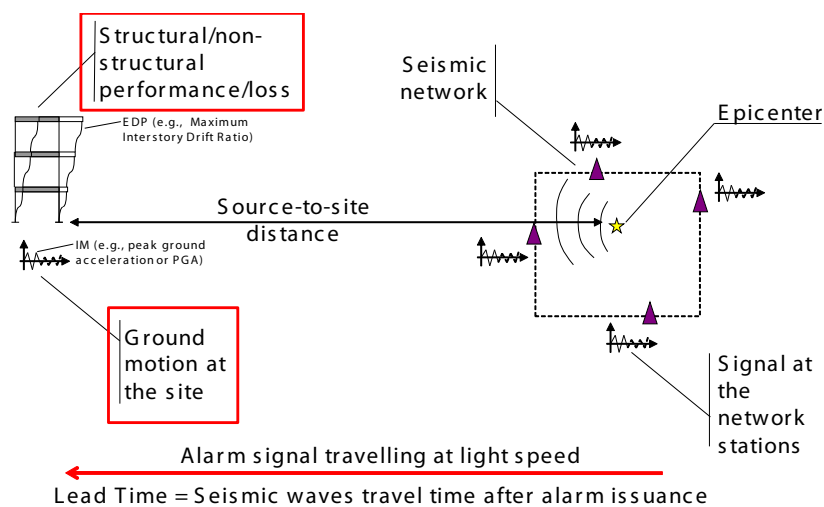 Structural/non-
structural
performance/loss
EDP (e.g., Maximum
Interstory Drift Ratio)
Seismic
network
Epicenter
Source-to-site
distance
IM (e.g., peak ground
acceleration or PGA)
Ground
motion at
the site
Signal at
the
network
stations
Alarm signal travelling at light speed
Lead Time = Seismic waves travel time after alarm issuance